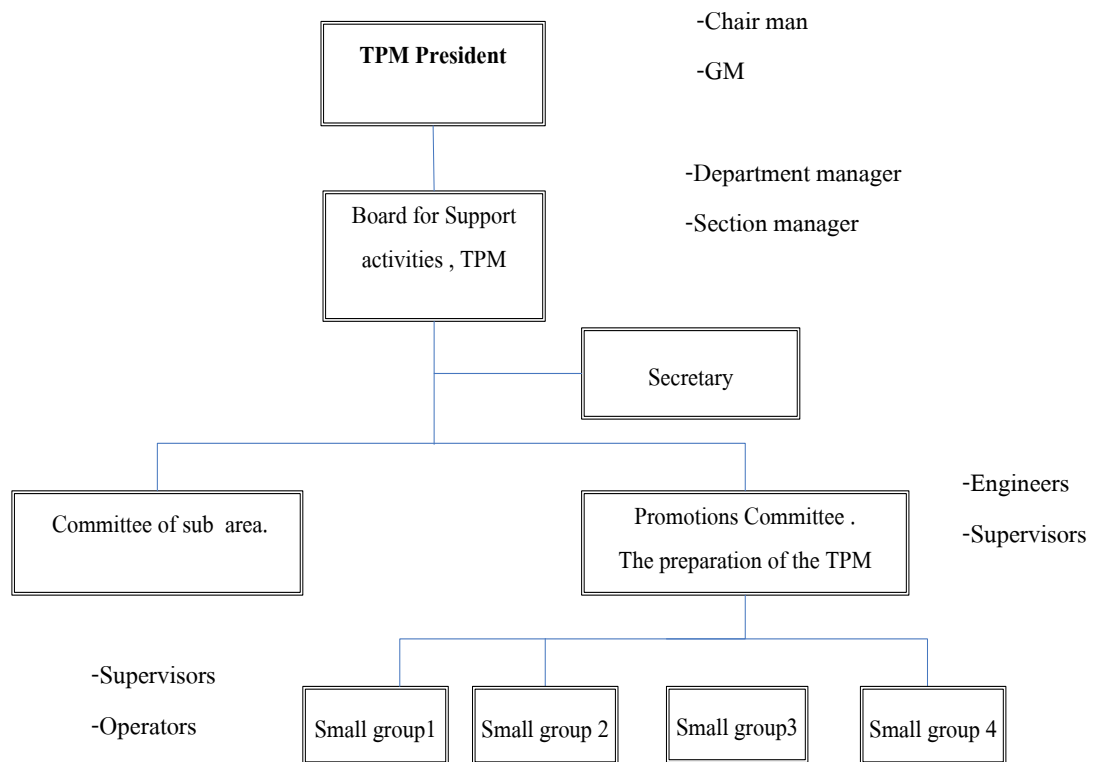 -Chair man
TPM President
-GM
-Department manager
Board for Support
activities , TPM
-Section manager
Secretary
-Engineers
Committee of sub area.
Promotions Committee .
-Supervisors
The preparation of the TPM
-Supervisors
-Operators
Small group1
Small group 2
Small group3
Small group 4